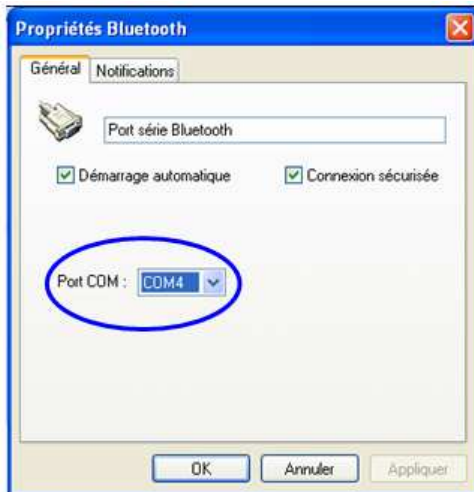 Propriétés Bluetooth
Général Notifications
Port série Bluetooth
Démarrage automatique Connexion sécurisée
Port COM : COM4
OK Annuler Appliquer